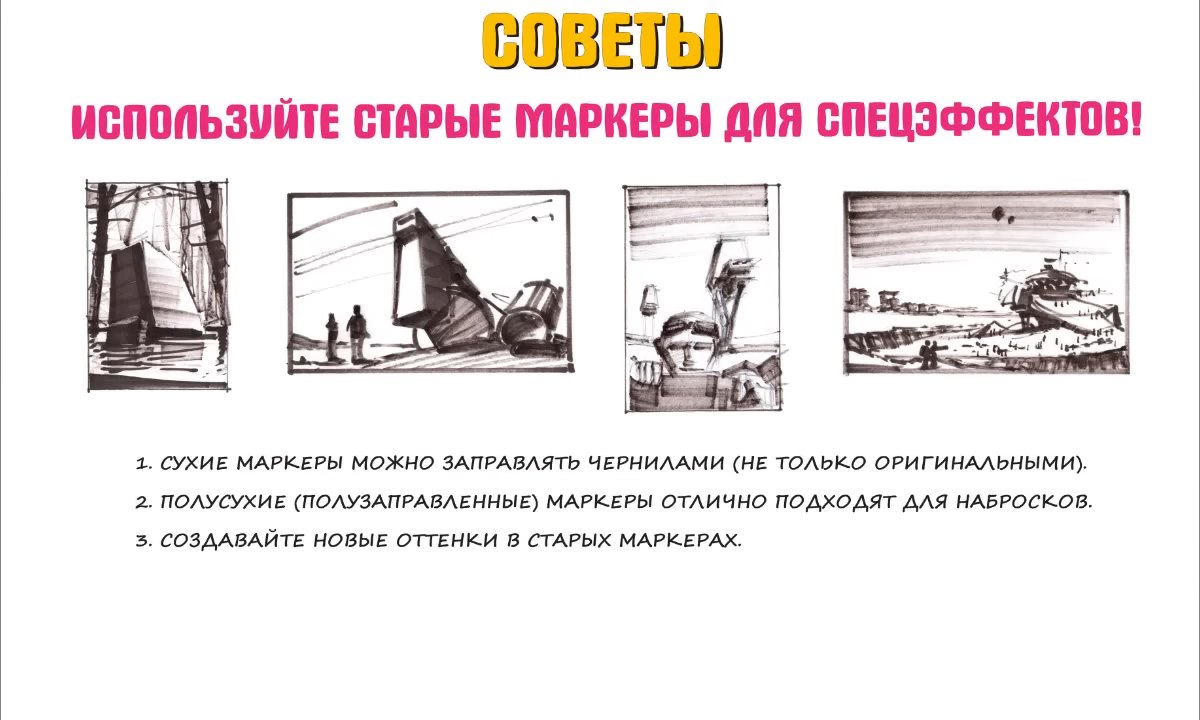 СОВЕТЫ
ИСПОЛЬЗУЙТЕ СТАРЫЕ МАРКЕРЫ ДЛЯ СПЕЦЭФФЕКТОВ!
1. СУХИЕ МАРКЕРЫ МОЖНО ЗАПРАВЛЯТЬ ЧЕРНИЛАМИ (НЕ ТОЛЬКО ОРИГИНАЛЬНЫМИ).
2. ПОЛУСУХИЕ (ПОЛУЗАПРАВЛЕННЫЕ) МАРКЕРЫ ОТЛИЧНО ПОДХОДЯТ ДЛЯ НАБРОСКОВ.
3. СОЗДАВАЙТЕ НОВЫЕ ОТТЕНКИ В СТАРЫХ МАРКЕРАХ.